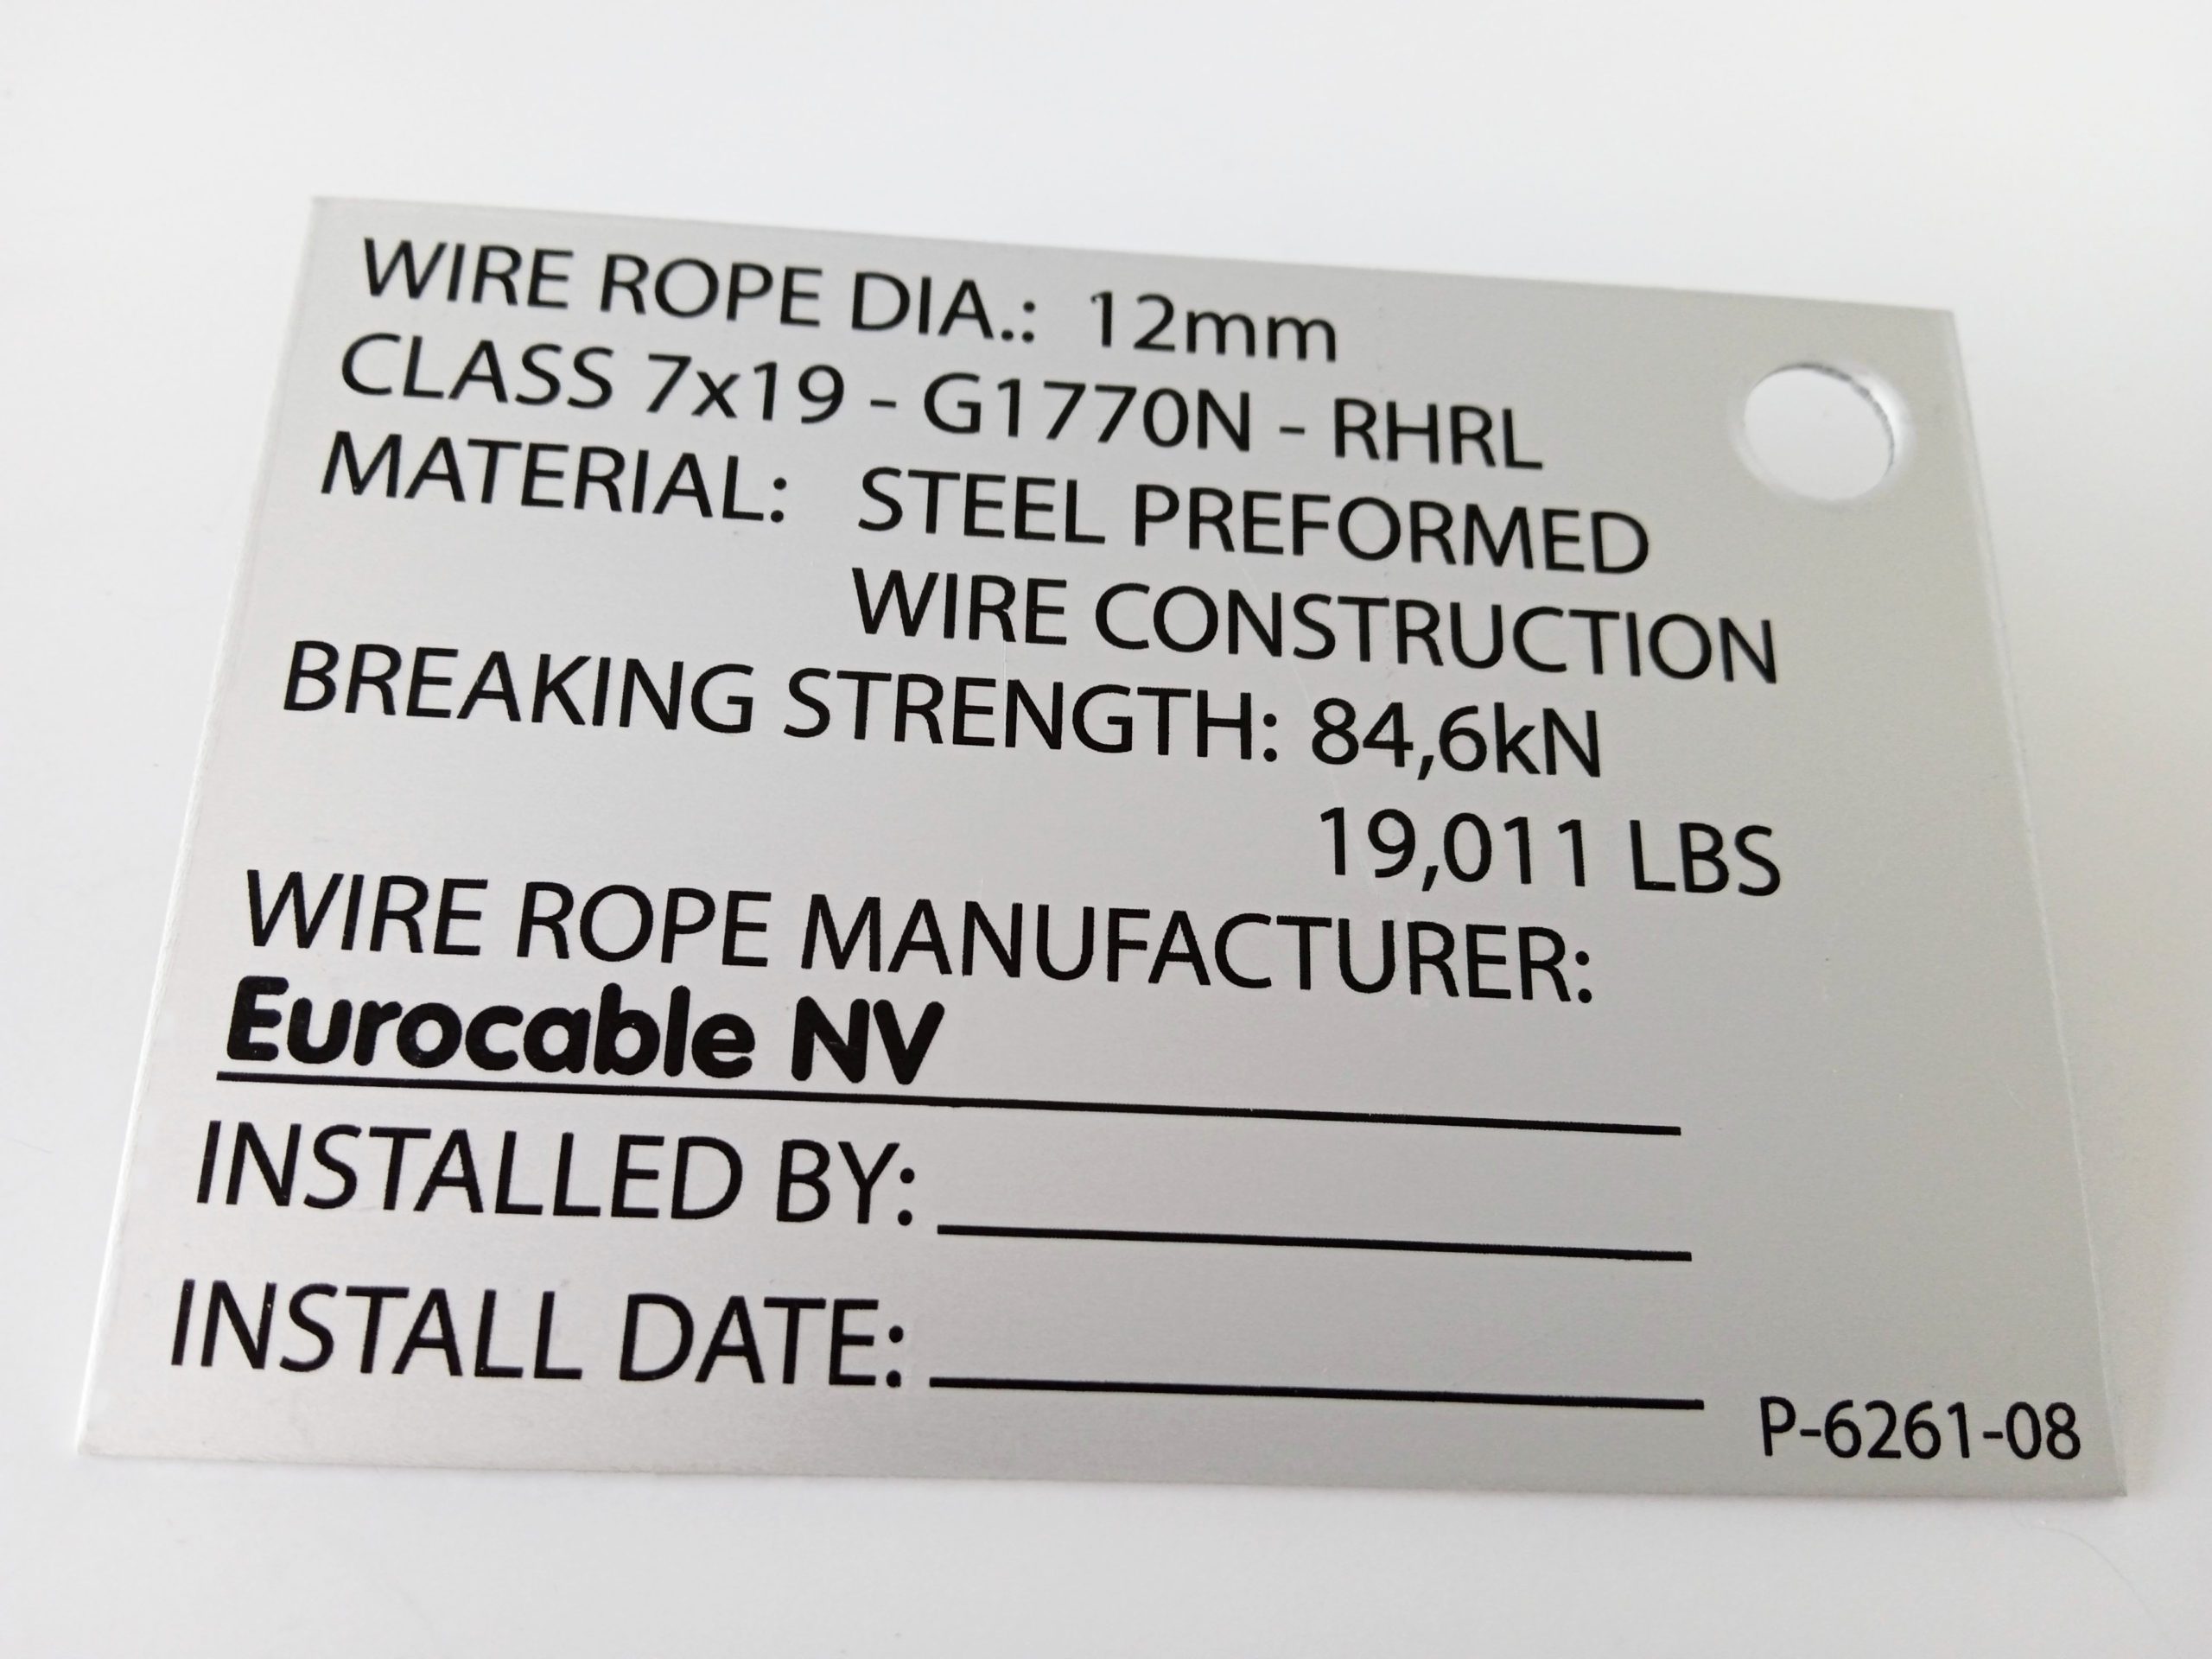 WIRE ROPE DIA.: 12mm
CLASS 7x19 - G1770N - RHRL
MATERIAL: STEEL PREFORMED
WIRE CONSTRUCTION
BREAKING STRENGTH: 84,6kN
19,011 LBS
WIRE ROPE MANUFACTURER:
Eurocable NV
INSTALLED BY:
INSTALL DATE:
P-6261-08